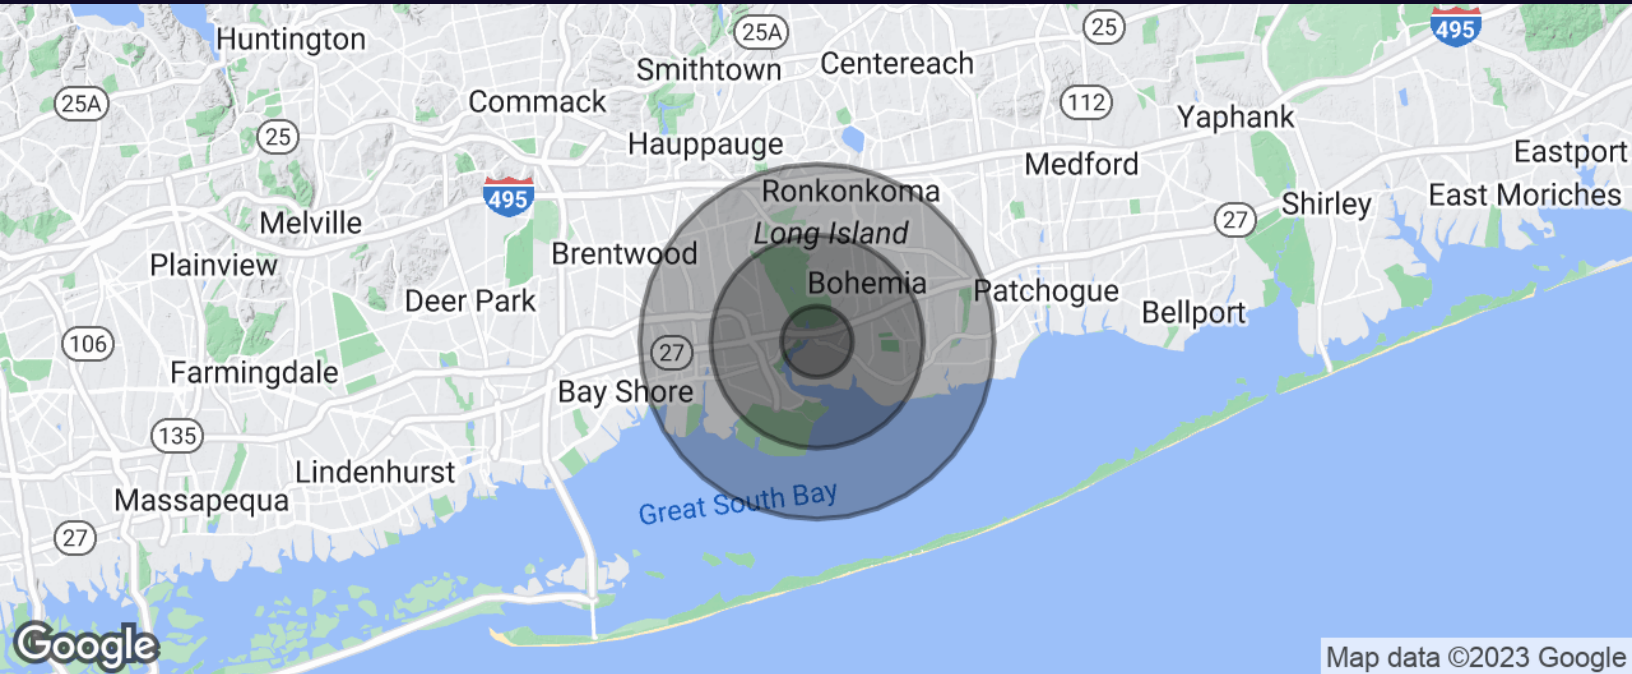 Huntington
25A
25
Smithtown
Centereach
495
25A
Commack
112
Yaphank
25
Hauppauge
Medford
Eastport
495
Ronkonkoma
East Moriches
Melville
Long Island
27
Shirley
Plainview
Brentwood
Bohemia
Patchogue
Deer Park
Bellport
106
27
Farmingdale
Bay Shore
135
Lindenhurst
Massapequa
Great South Bay
27
Google
Map data ©2023 Google